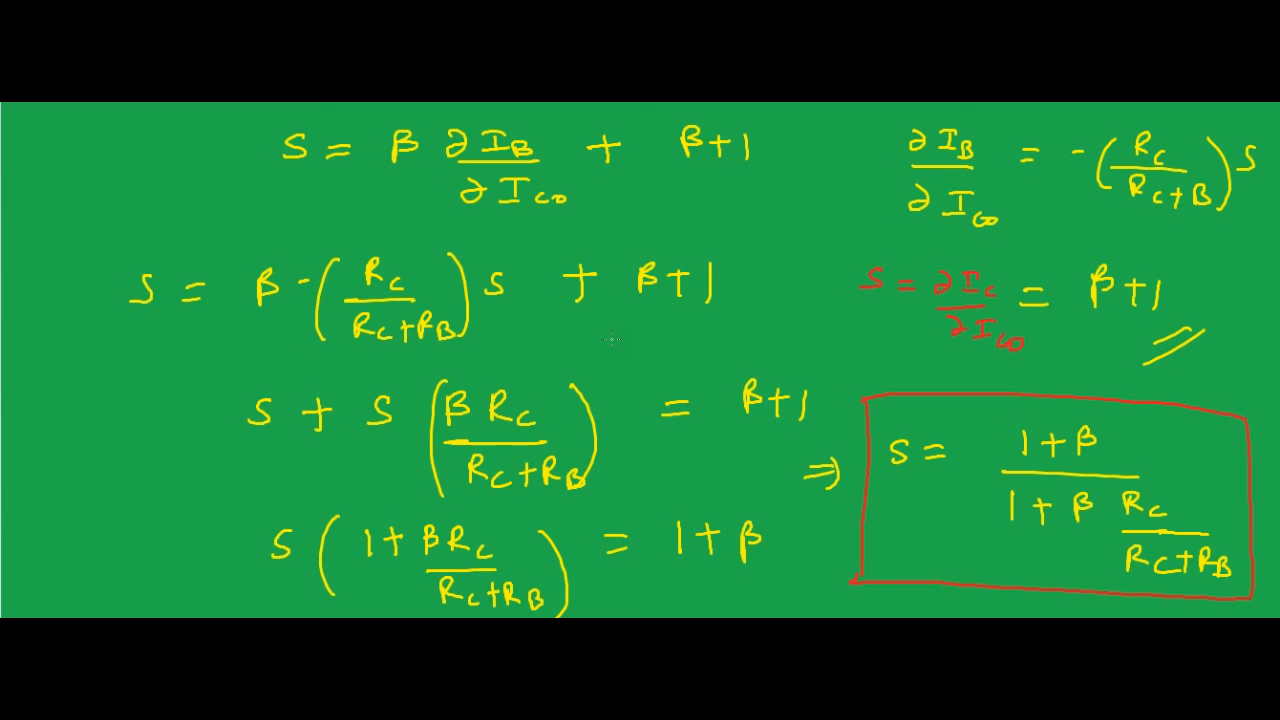 S = β ∂I_B/∂I_CO + β+1
∂I_B/∂I_CO = -(R_C/R_C+B)S
S = β -(R_C/R_C+R_B)S + β+1
S = ∂I_C/∂I_CO = β+1
S + S(β R_C/R_C+R_B) = β+1
⇒ S = 1+β/1+β R_C/R_C+R_B
S(1+βR_C/R_C+R_B) = 1+β